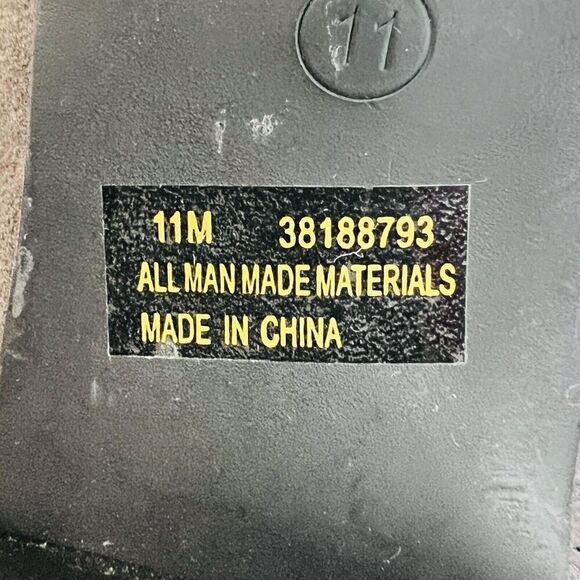 11
11M 38188793
ALL MAN MADE MATERIALS
MADE IN CHINA